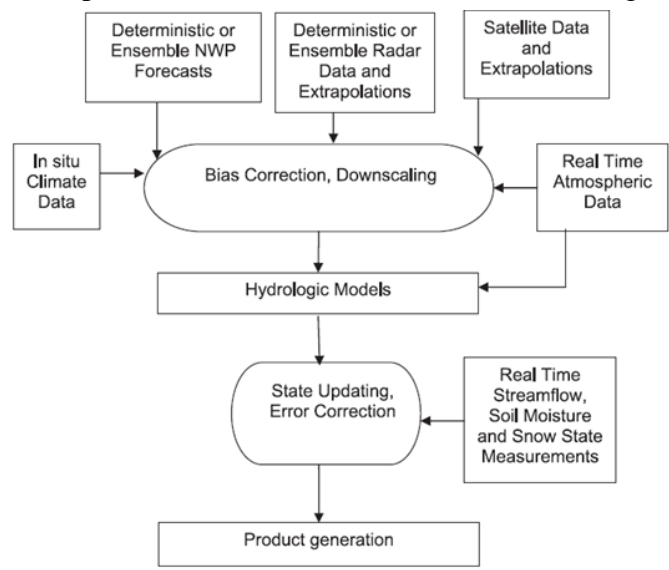 Deterministic or
Ensemble NWP
Forecasts
Deterministic or
Ensemble Radar
Data and
Extrapolations
Satellite Data
and
Extrapolations
In situ
Climate
Data
Bias Correction, Downscaling
Real Time
Atmospheric
Data
Hydrologic Models
State Updating,
Error Correction
Real Time
Streamflow,
Soil Moisture
and Snow State
Measurements
Product generation